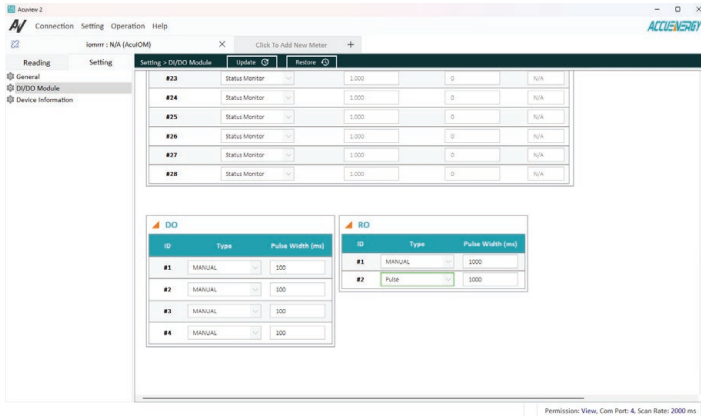 Acuview 2
Connection Setting Operation Help
ACCUENERGY
iomrrr : N/A (AcuIOM) Click To Add New Meter
Reading Setting Setting > DI/DO Module Update Restore
General
DI/DO Module
Device Information
#23 Status Monitor 1.000 0 N/A
#24 Status Monitor 1.000 0 N/A
#25 Status Monitor 1.000 0 N/A
#26 Status Monitor 1.000 0 N/A
#27 Status Monitor 1.000 0 N/A
#28 Status Monitor 1.000 0 N/A
DO
ID Type Pulse Width (ms)
#1 MANUAL 100
#2 MANUAL 100
#3 MANUAL 100
#4 MANUAL 100
RO
ID Type Pulse Width (ms)
#1 MANUAL 1000
#2 Pulse 1000
Permission: View, Com Port: 4, Scan Rate: 2000 ms